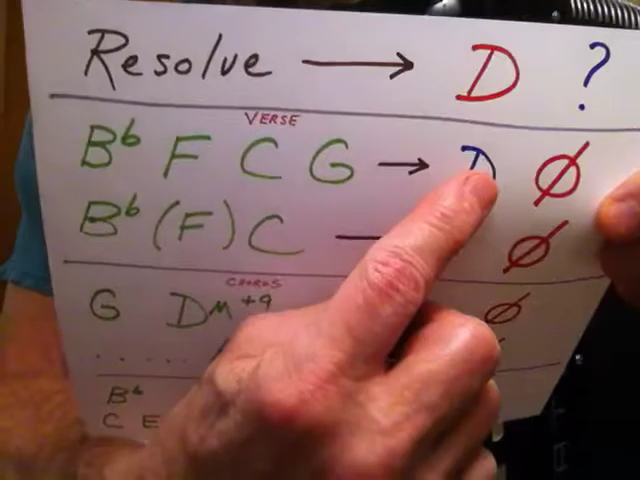 Resolve → D ?
VERSE
B♭ F C G → D ∅
B♭ (F) C — ∅
CHORUS
G Dm+9 ∅
. . . . .
B♭
C E